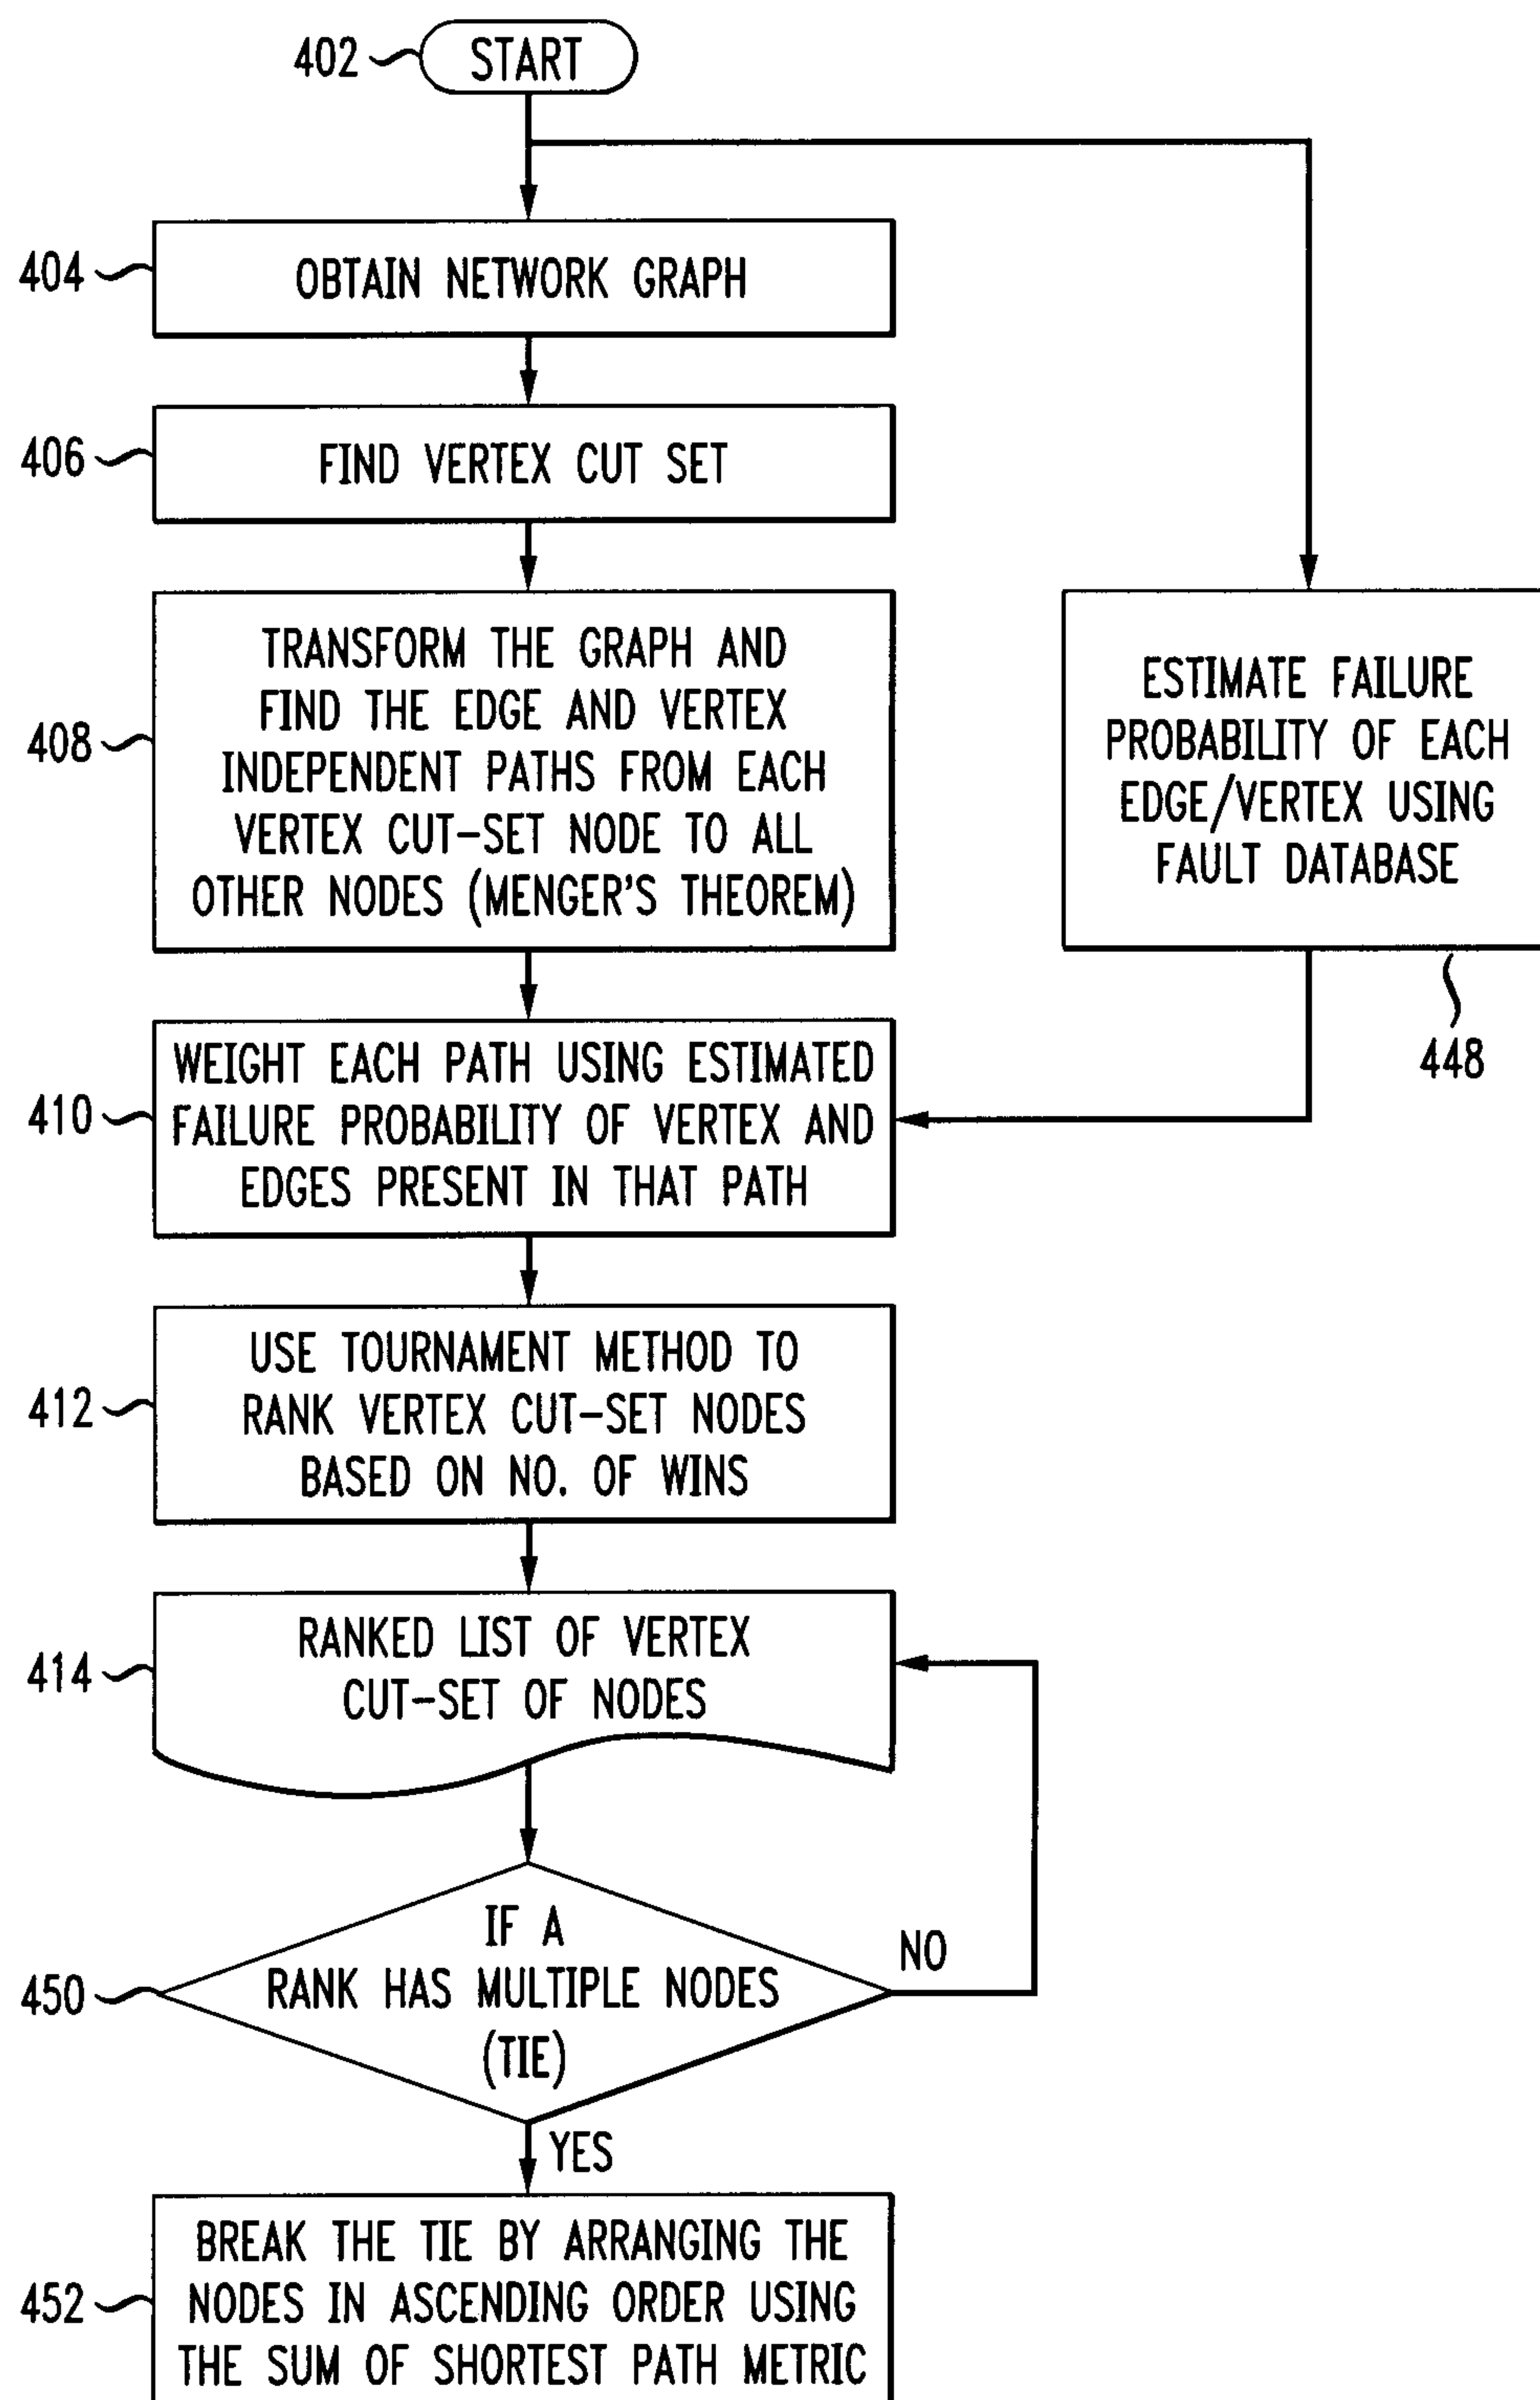 402
START
404
OBTAIN NETWORK GRAPH
406
FIND VERTEX CUT SET
408
TRANSFORM THE GRAPH AND
FIND THE EDGE AND VERTEX
INDEPENDENT PATHS FROM EACH
VERTEX CUT-SET NODE TO ALL
OTHER NODES (MENGER'S THEOREM)
ESTIMATE FAILURE
PROBABILITY OF EACH
EDGE/VERTEX USING
FAULT DATABASE
448
410
WEIGHT EACH PATH USING ESTIMATED
FAILURE PROBABILITY OF VERTEX AND
EDGES PRESENT IN THAT PATH
412
USE TOURNAMENT METHOD TO
RANK VERTEX CUT-SET NODES
BASED ON NO. OF WINS
414
RANKED LIST OF VERTEX
CUT-SET OF NODES
450
IF A
RANK HAS MULTIPLE NODES
(TIE)
NO
YES
452
BREAK THE TIE BY ARRANGING THE
NODES IN ASCENDING ORDER USING
THE SUM OF SHORTEST PATH METRIC